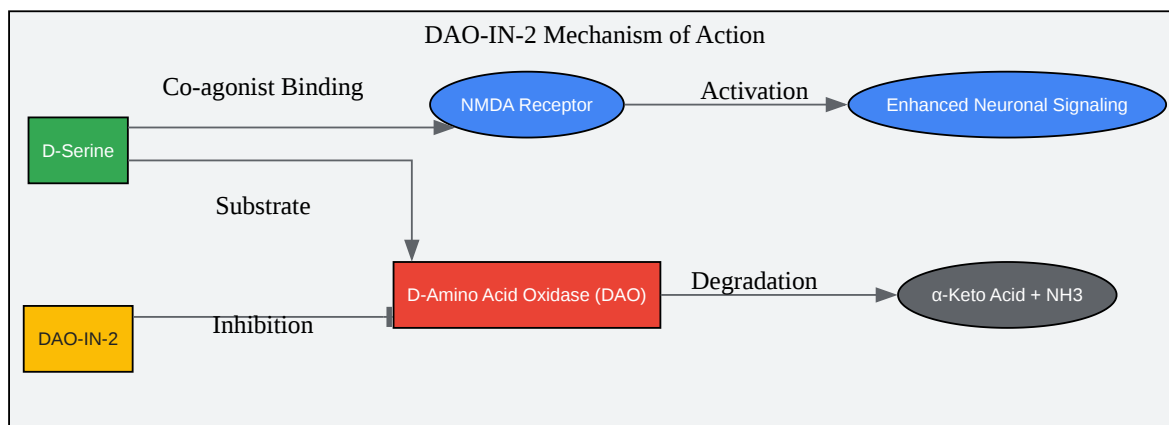 DAO-IN-2 Mechanism of Action
Co-agonist Binding
NMDA Receptor
Activation
Enhanced Neuronal Signaling
D-Serine
Substrate
D-Amino Acid Oxidase (DAO)
Degradation
α-Keto Acid + NH3
DAO-IN-2
Inhibition